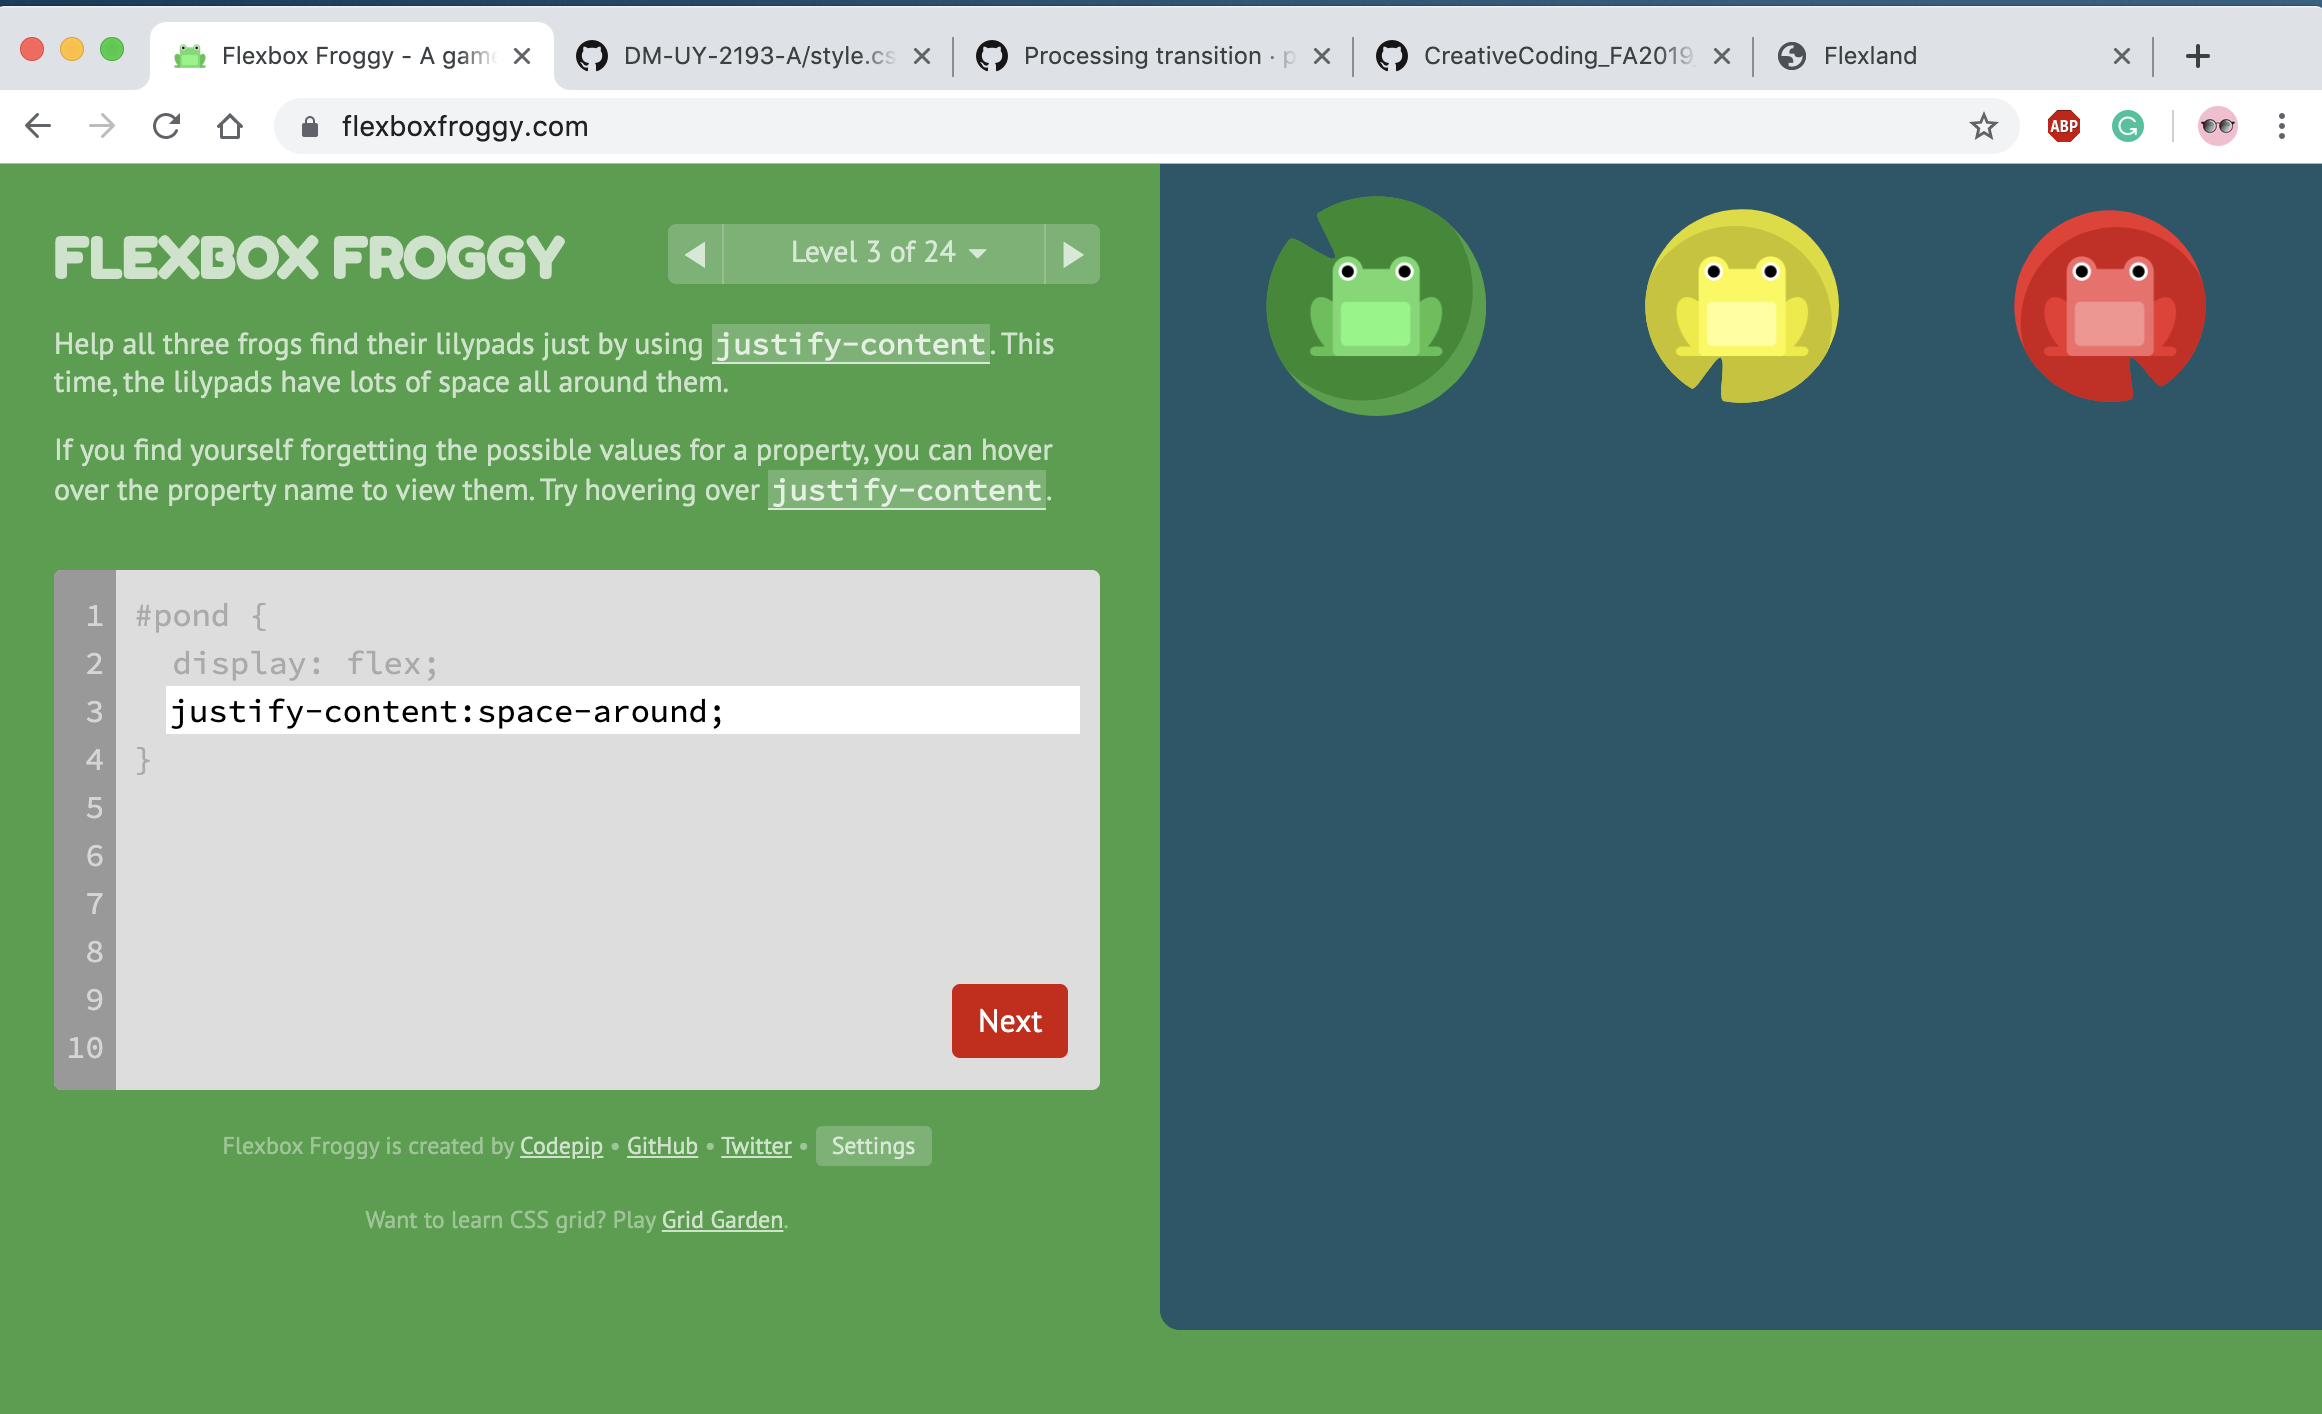 Flexbox Froggy - A game
DM-UY-2193-A/style.cs
Processing transition · p
CreativeCoding_FA2019
Flexland
flexboxfroggy.com
ABP
FLEXBOX FROGGY
Level 3 of 24
Help all three frogs find their lilypads just by using justify-content. This
time, the lilypads have lots of space all around them.
If you find yourself forgetting the possible values for a property, you can hover
over the property name to view them. Try hovering over justify-content.
1 #pond {
2 display: flex;
3 justify-content:space-around;
4 }
5
6
7
8
9
10
Next
Flexbox Froggy is created by Codepip • GitHub • Twitter • Settings
Want to learn CSS grid? Play Grid Garden.